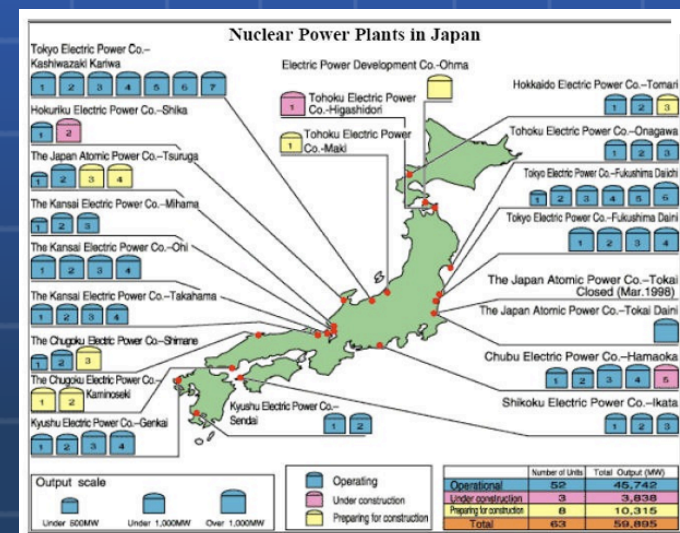 Nuclear Power Plants in Japan
Tokyo Electric Power Co.–
Kashiwazaki Kariwa
1 2 3 4 5 6 7
Hokuriku Electric Power Co.–Shika
1 2
The Japan Atomic Power Co.–Tsuruga
1 2 3 4
The Kansai Electric Power Co.–Mihama
1 2 3
The Kansai Electric Power Co.–Ohi
1 2 3 4
The Kansai Electric Power Co.–Takahama
1 2 3 4
The Chugoku Electric Power Co.–Shimane
1 2 3
The Chugoku Electric Power Co.–
Kaminoseki
1 2
Kyushu Electric Power Co.–Genkai
1 2 3 4
Electric Power Development Co.–Ohma
1
Tohoku Electric Power
Co.–Higashidori
1
Tohoku Electric Power
Co.–Maki
Hokkaido Electric Power Co.–Tomari
1 2 3
Tohoku Electric Power Co.–Onagawa
1 2 3
Tokyo Electric Power Co.–Fukushima Daiichi
1 2 3 4 5 6
Tokyo Electric Power Co.–Fukushima Daini
1 2 3 4
The Japan Atomic Power Co.–Tokai
Closed (Mar.1998)
The Japan Atomic Power Co.–Tokai Daini
Chubu Electric Power Co.–Hamaoka
1 2 3 4 5
Shikoku Electric Power Co.–Ikata
1 2 3
Kyushu Electric Power Co.–
Sendai
1 2
Output scale
Under 500MW Under 1,000MW Over 1,000MW
Operating
Under construction
Preparing for construction
Number of Units Total Output (MW)
Operational 52 45,742
Under construction 3 3,838
Preparing for construction 8 10,315
Total 63 59,895